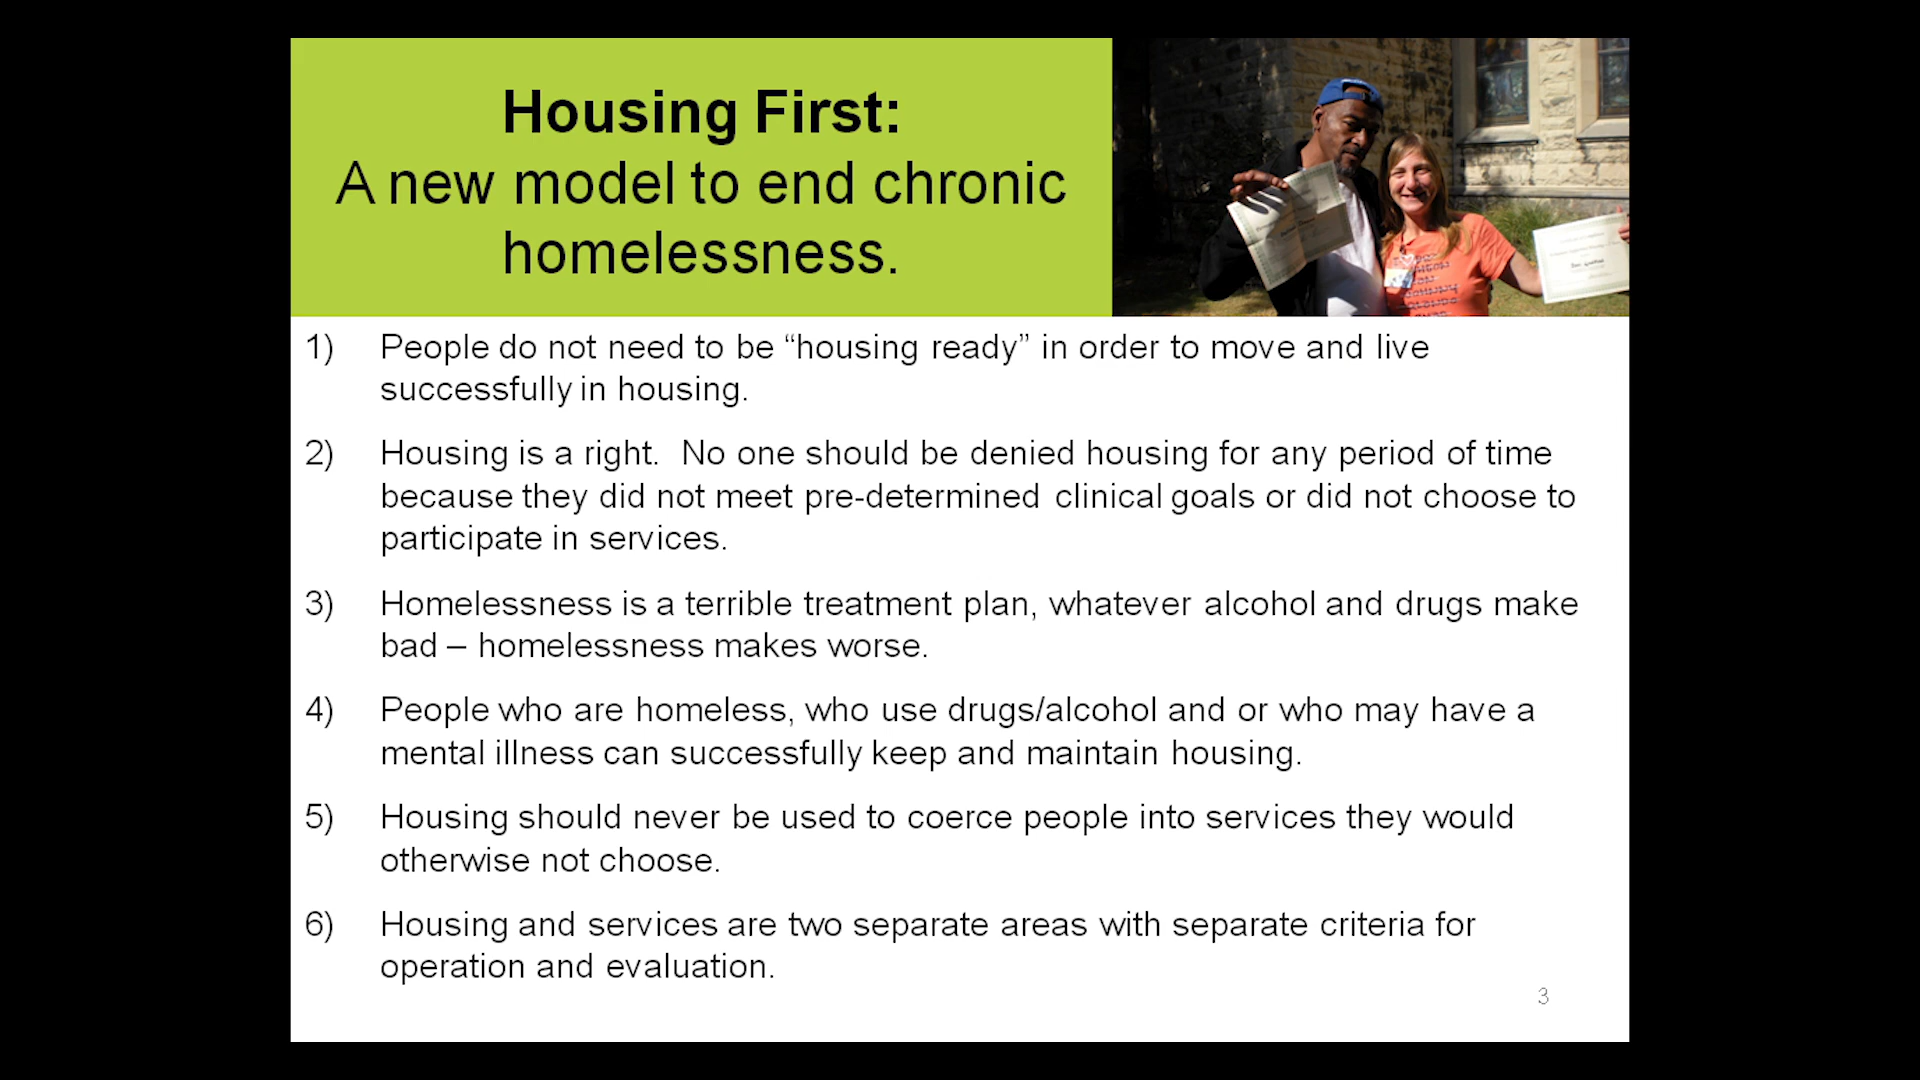 Housing First:
A new model to end chronic
homelessness.
1) People do not need to be “housing ready” in order to move and live
successfully in housing.
2) Housing is a right.  No one should be denied housing for any period of time
because they did not meet pre-determined clinical goals or did not choose to
participate in services.
3) Homelessness is a terrible treatment plan, whatever alcohol and drugs make
bad – homelessness makes worse.
4) People who are homeless, who use drugs/alcohol and or who may have a
mental illness can successfully keep and maintain housing.
5) Housing should never be used to coerce people into services they would
otherwise not choose.
6) Housing and services are two separate areas with separate criteria for
operation and evaluation.
3